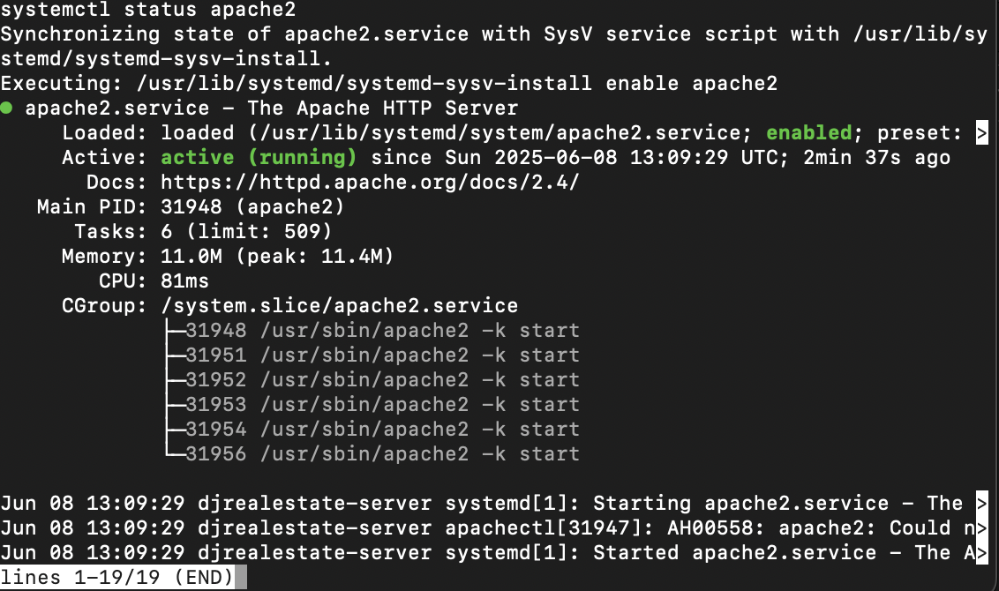 systemctl status apache2
Synchronizing state of apache2.service with SysV service script with /usr/lib/sy
stemd/systemd-sysv-install.
Executing: /usr/lib/systemd/systemd-sysv-install enable apache2
● apache2.service - The Apache HTTP Server
     Loaded: loaded (/usr/lib/systemd/system/apache2.service; enabled; preset: >
     Active: active (running) since Sun 2025-06-08 13:09:29 UTC; 2min 37s ago
       Docs: https://httpd.apache.org/docs/2.4/
   Main PID: 31948 (apache2)
      Tasks: 6 (limit: 509)
     Memory: 11.0M (peak: 11.4M)
        CPU: 81ms
     CGroup: /system.slice/apache2.service
             ├─31948 /usr/sbin/apache2 -k start
             ├─31951 /usr/sbin/apache2 -k start
             ├─31952 /usr/sbin/apache2 -k start
             ├─31953 /usr/sbin/apache2 -k start
             ├─31954 /usr/sbin/apache2 -k start
             └─31956 /usr/sbin/apache2 -k start
Jun 08 13:09:29 djrealestate-server systemd[1]: Starting apache2.service - The >
Jun 08 13:09:29 djrealestate-server apachectl[31947]: AH00558: apache2: Could n>
Jun 08 13:09:29 djrealestate-server systemd[1]: Started apache2.service - The A>
lines 1-19/19 (END)